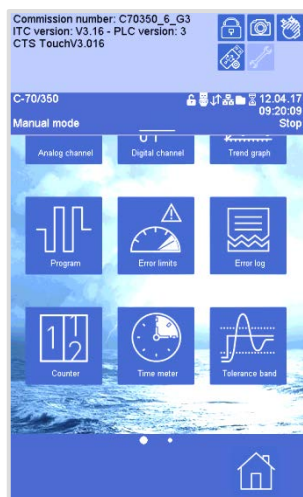 Commission number: C70350_6_G3
ITC version: V3.16 - PLC version: 3
CTS TouchV3.016
C-70/350
12.04.17
09:20:09
Manual mode
Stop
Analog channel
Digital channel
Trend graph
Program
Error limits
Error log
Counter
Time meter
Tolerance band